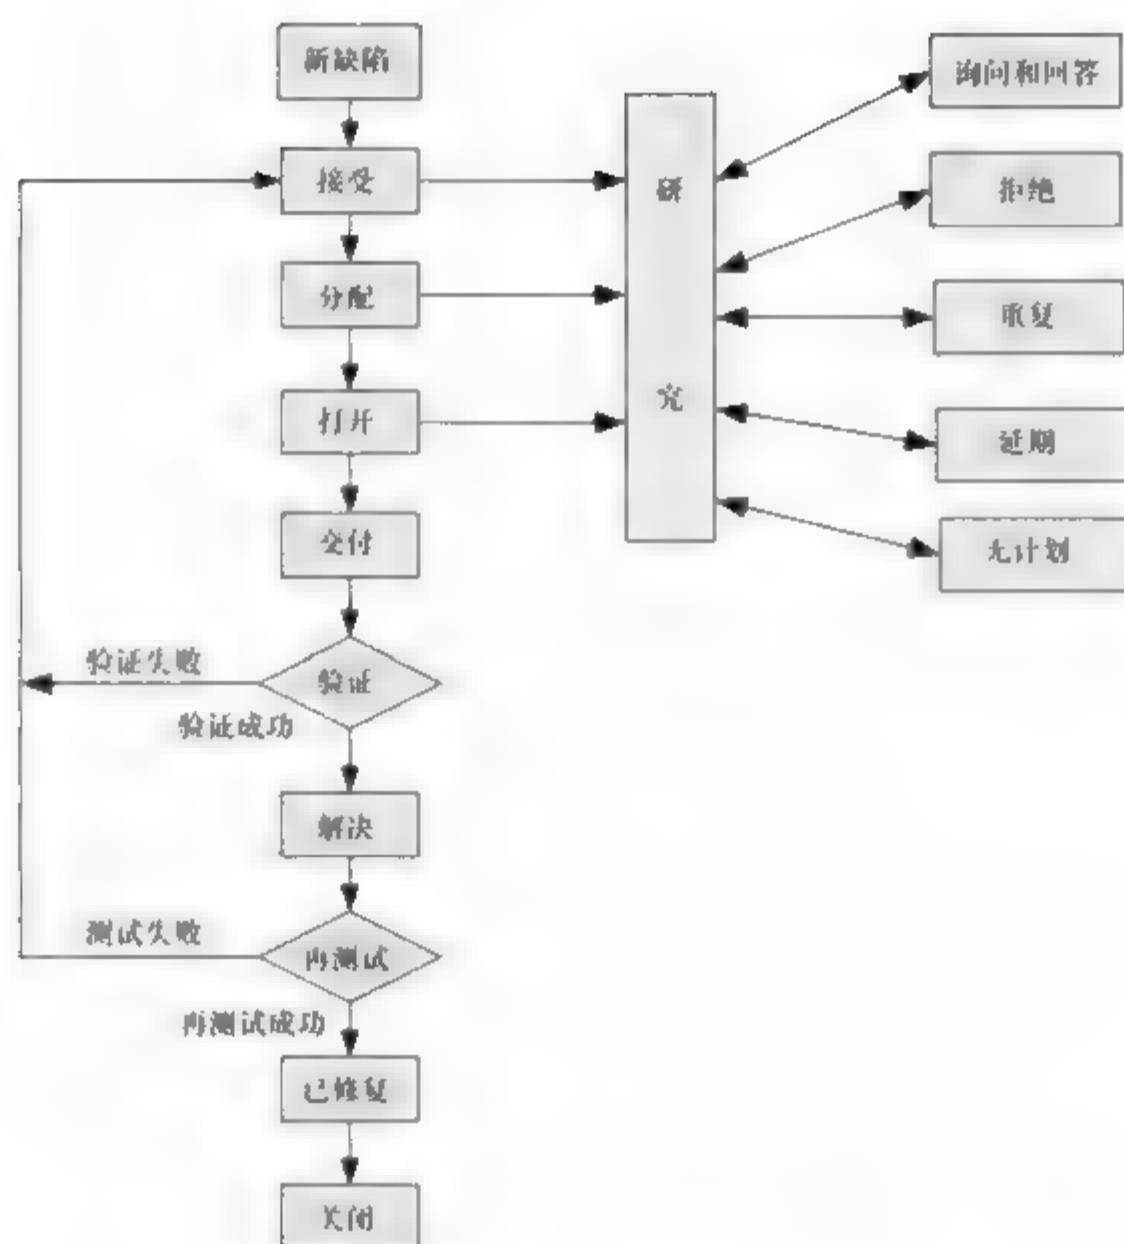 新缺陷
询问和回答
接受
研究
拒绝
分配
打开
延期
交付
无计划
验证失败
验证
验证成功
解决
测试失败
再测试
再测试成功
已修复
关闭